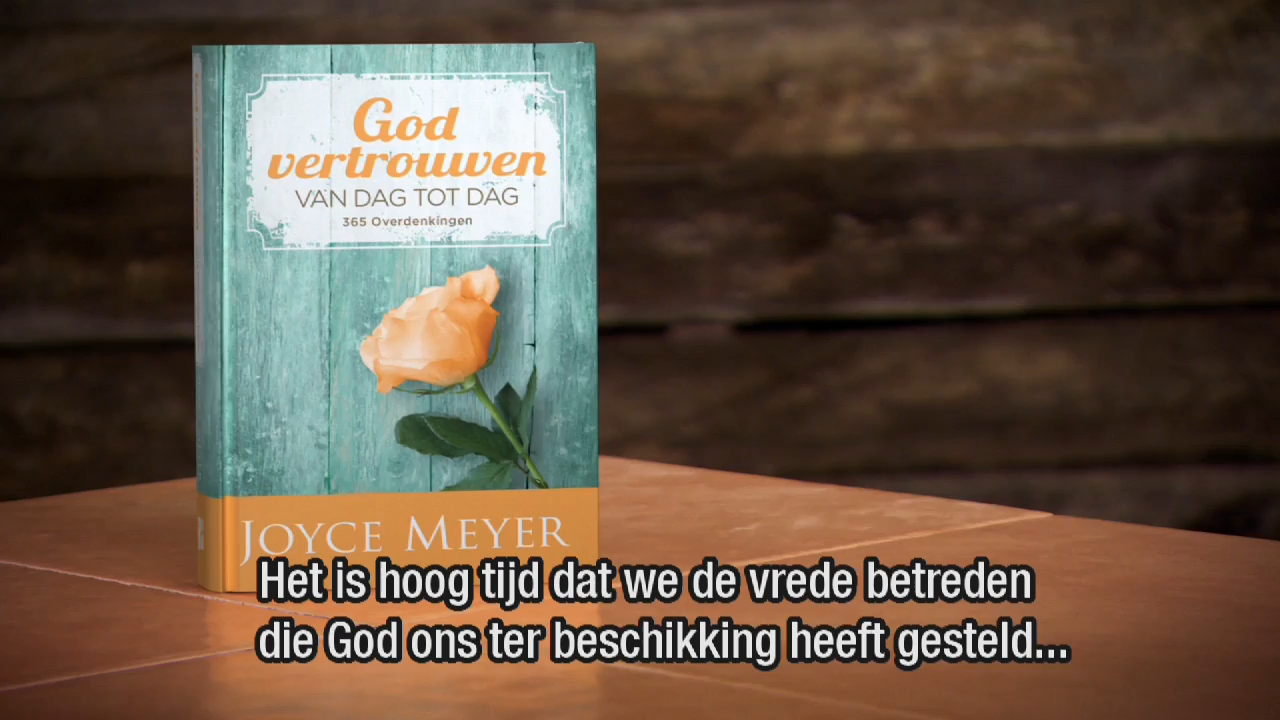 God
vertrouwen
VAN DAG TOT DAG
365 Overdenkingen
JOYCE MEYER
Het is hoog tijd dat we de vrede betreden
die God ons ter beschikking heeft gesteld...